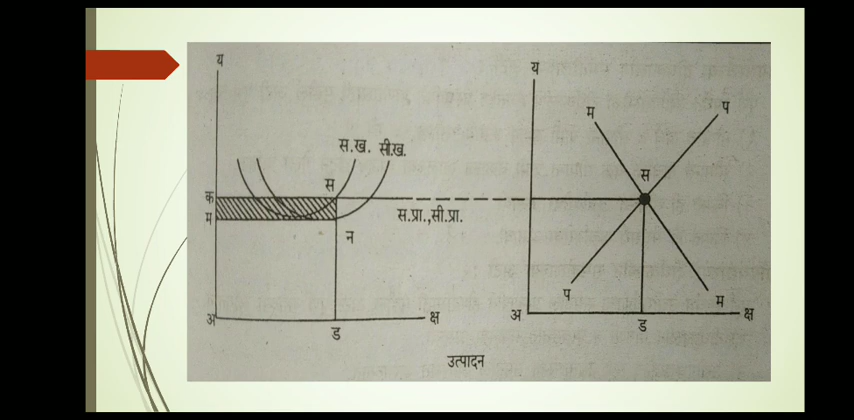 य
स.ख. सी.ख.
स
क
म
स.प्रा.,सी.प्रा.
न
अ
क्ष
ड
य
म
प
स
प
म
अ
क्ष
ड
उत्पादन